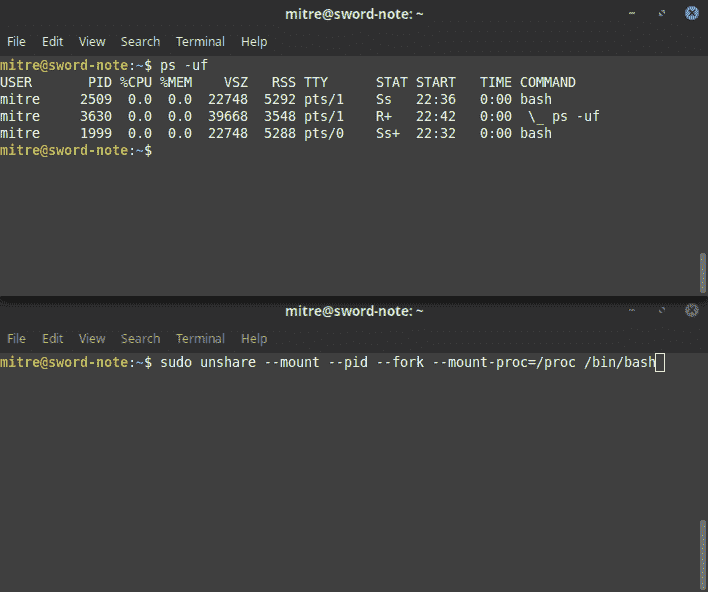 mitre@sword-note: ~
File Edit View Search Terminal Help
mitre@sword-note:~$ ps -uf
USER       PID %CPU %MEM    VSZ   RSS TTY      STAT START   TIME COMMAND
mitre     2509  0.0  0.0  22748  5292 pts/1    Ss   22:36   0:00 bash
mitre     3630  0.0  0.0  39668  3548 pts/1    R+   22:42   0:00  \_ ps -uf
mitre     1999  0.0  0.0  22748  5288 pts/0    Ss+  22:32   0:00 bash
mitre@sword-note:~$
mitre@sword-note: ~
File Edit View Search Terminal Help
mitre@sword-note:~$ sudo unshare --mount --pid --fork --mount-proc=/proc /bin/bash